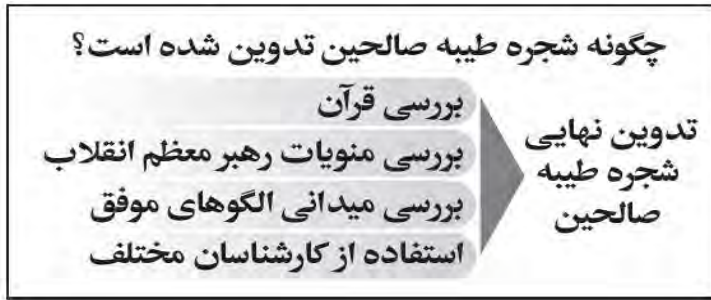 چگونه شجره طیبه صالحین تدوین شده است؟
بررسی قرآن
بررسی منویات رهبر معظم انقلاب
بررسی میدانی الگوهای موفق
استفاده از کارشناسان مختلف
تدوین نهایی
شجره طیبه
صالحین